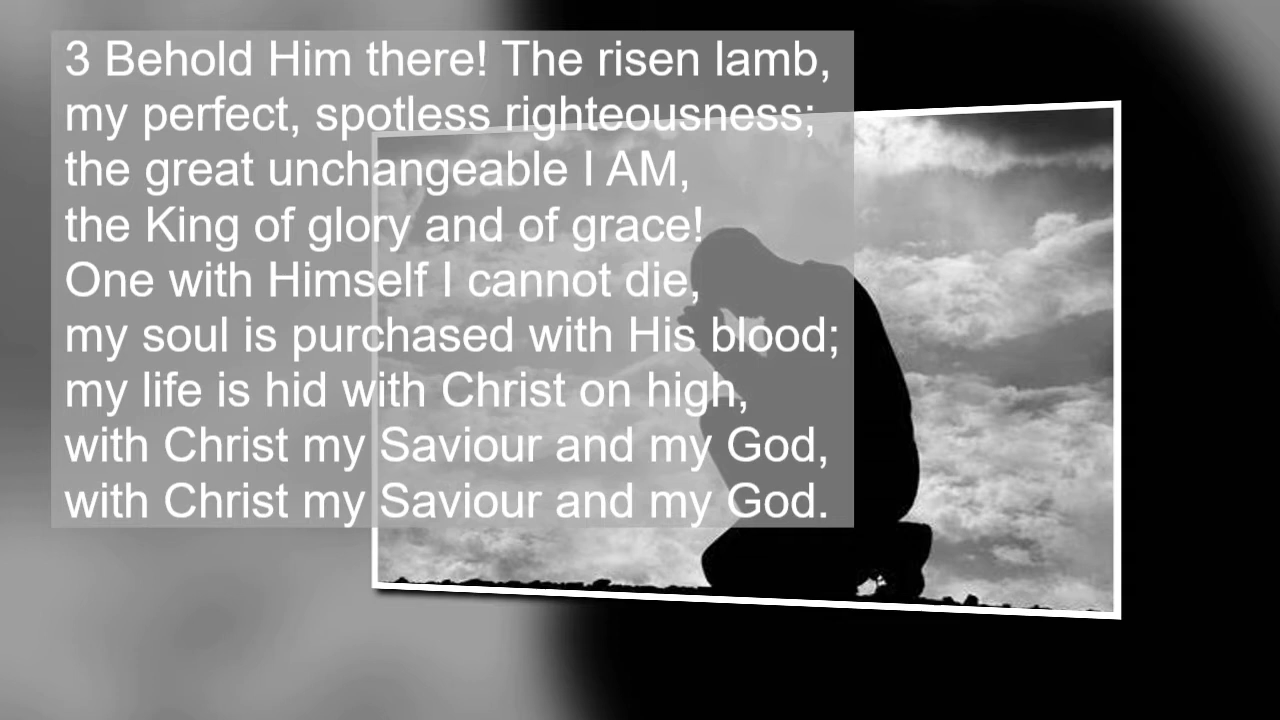 3 Behold Him there! The risen lamb,
my perfect, spotless righteousness;
the great unchangeable I AM,
the King of glory and of grace!
One with Himself I cannot die,
my soul is purchased with His blood;
my life is hid with Christ on high,
with Christ my Saviour and my God,
with Christ my Saviour and my God.